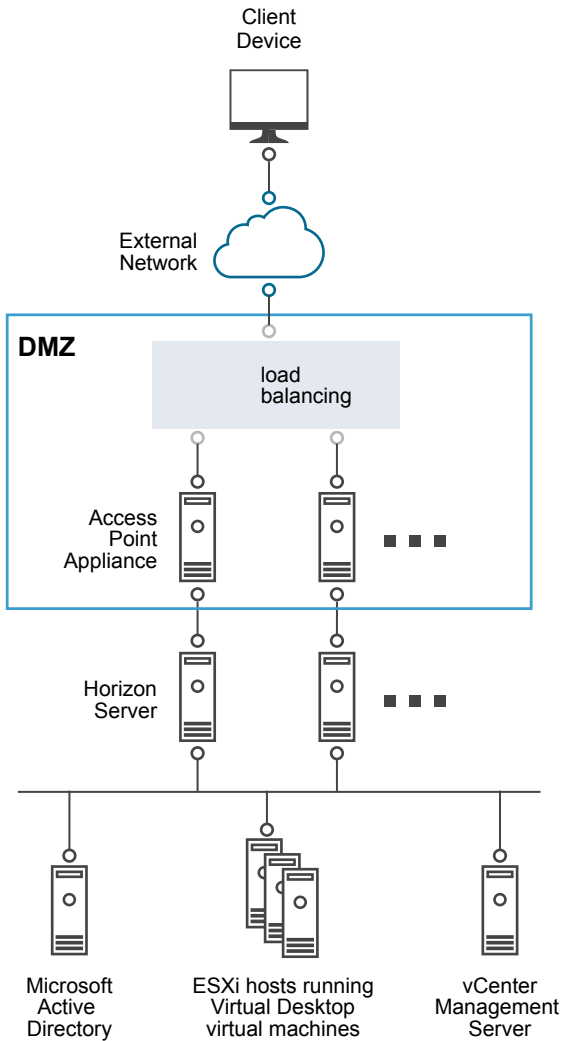 Client
Device
External
Network
DMZ
load
balancing
Access
Point
Appliance
Horizon
Server
Microsoft
Active
Directory
ESXi hosts running
Virtual Desktop
virtual machines
vCenter
Management
Server